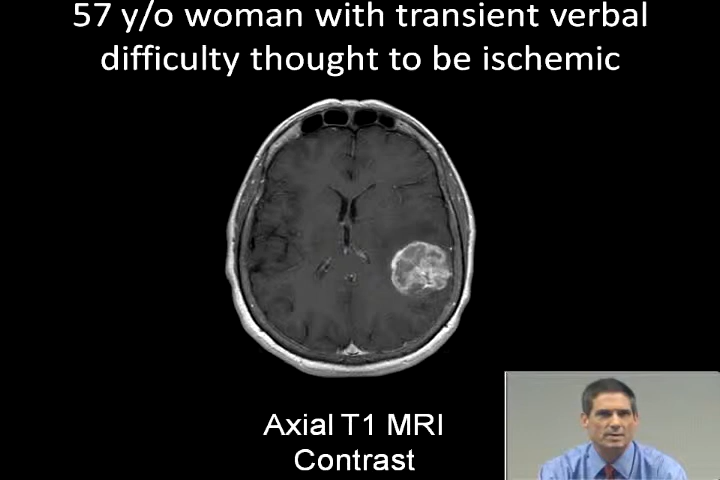 57 y/o woman with transient verbal
difficulty thought to be ischemic
Axial T1 MRI
Contrast